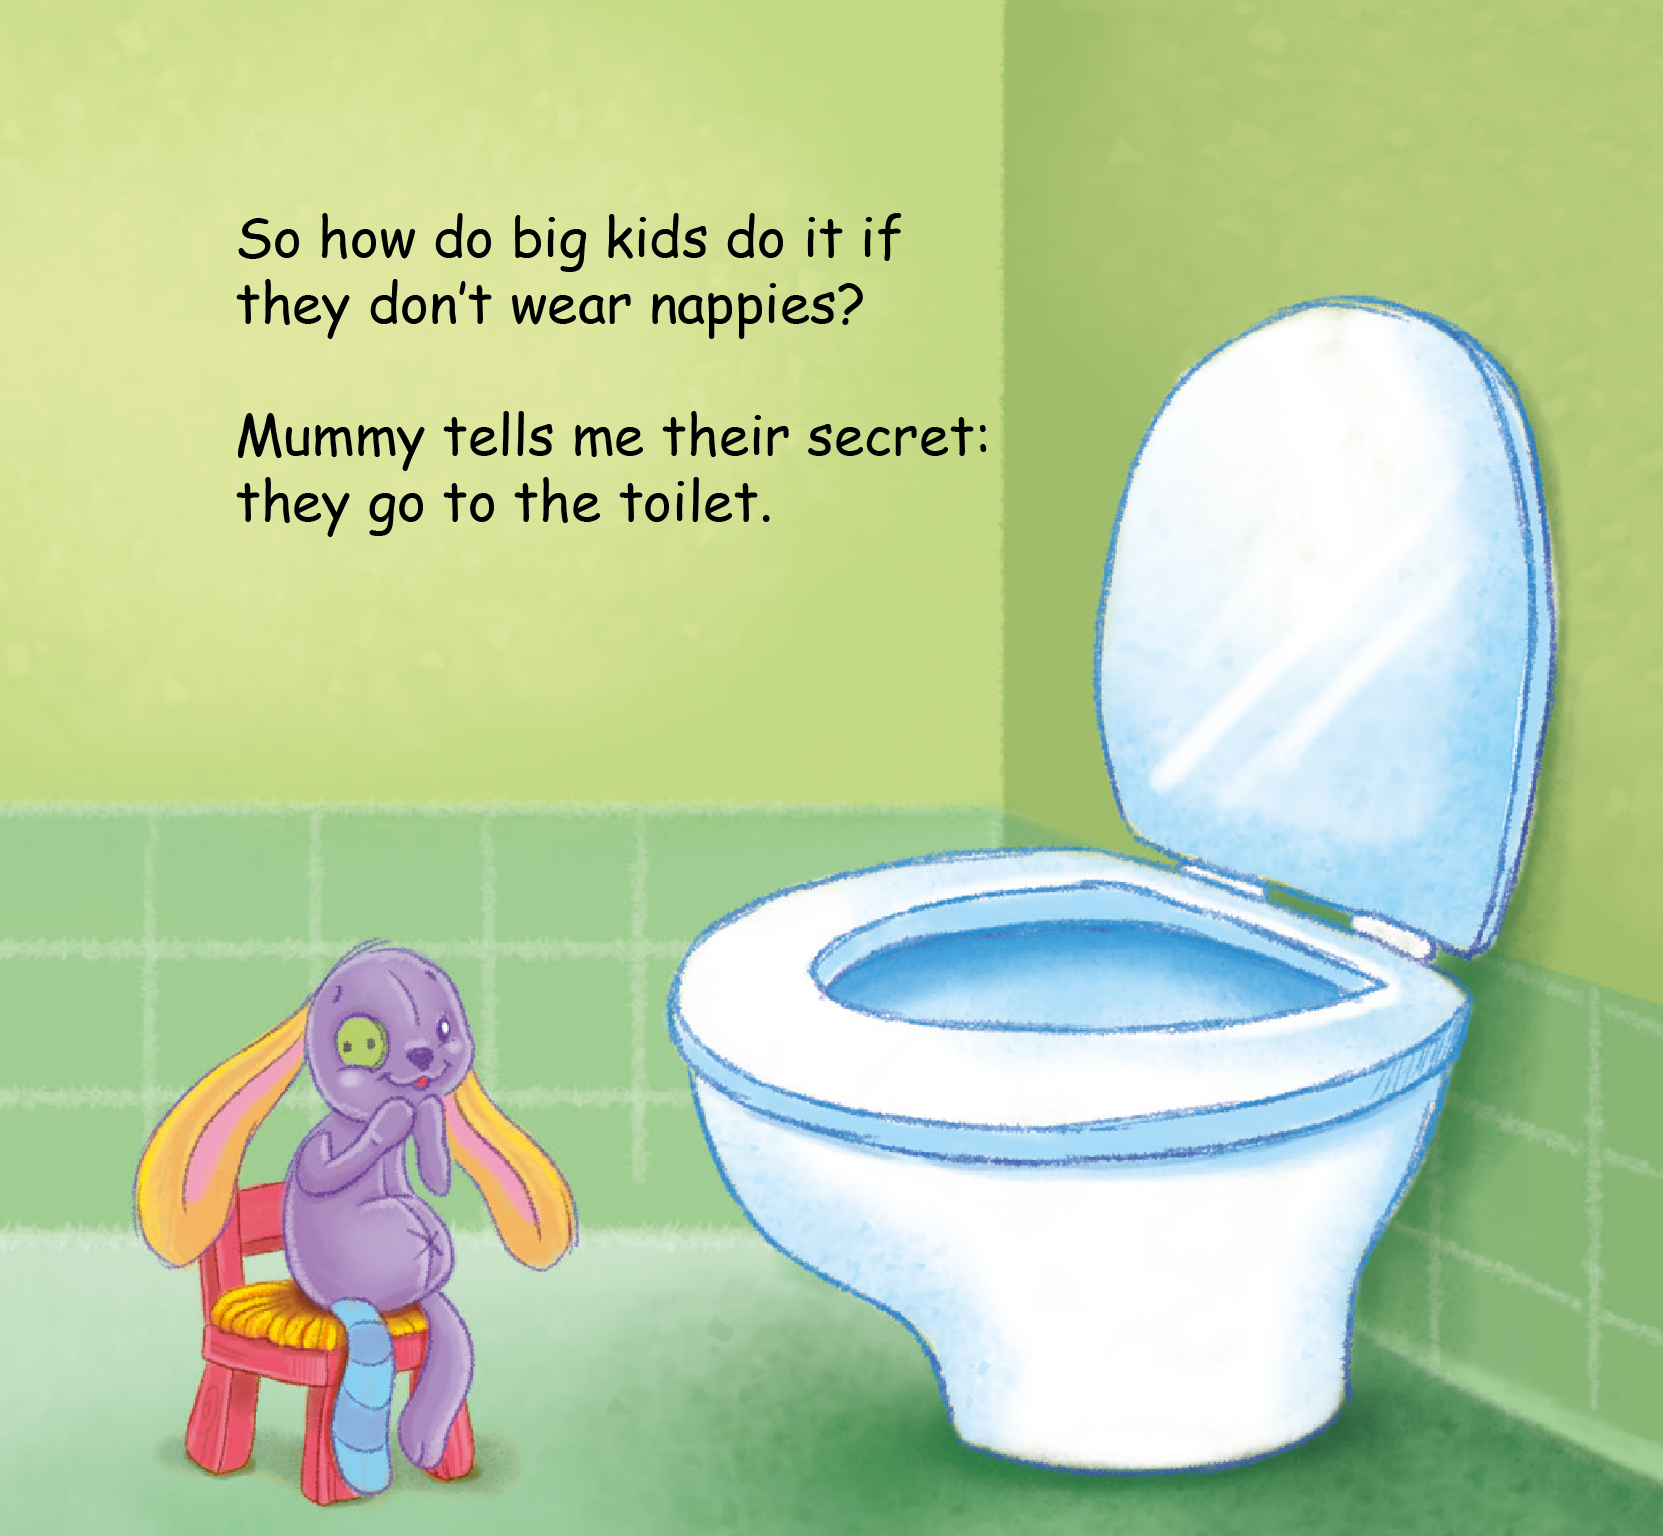 So how do big kids do it if
they don't wear nappies?
Mummy tells me their secret:
they go to the toilet.